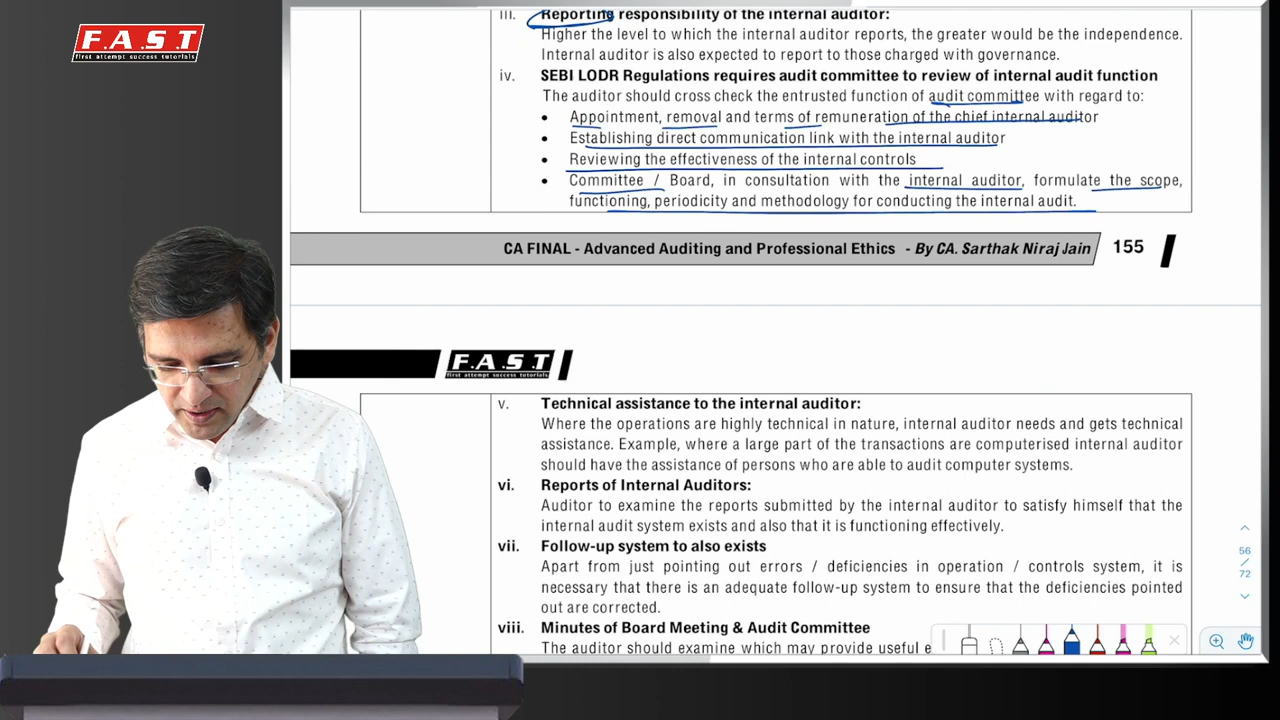 F.A.S.T
first attempt success tutorials
iii. Reporting responsibility of the internal auditor:
Higher the level to which the internal auditor reports, the greater would be the independence.
Internal auditor is also expected to report to those charged with governance.
iv. SEBI LODR Regulations requires audit committee to review of internal audit function
The auditor should cross check the entrusted function of audit committee with regard to:
• Appointment, removal and terms of remuneration of the chief internal auditor
• Establishing direct communication link with the internal auditor
• Reviewing the effectiveness of the internal controls
• Committee / Board, in consultation with the internal auditor, formulate the scope,
functioning, periodicity and methodology for conducting the internal audit.
CA FINAL - Advanced Auditing and Professional Ethics - By CA. Sarthak Niraj Jain 155
F.A.S.T
first attempt success tutorials
v. Technical assistance to the internal auditor:
Where the operations are highly technical in nature, internal auditor needs and gets technical
assistance. Example, where a large part of the transactions are computerised internal auditor
should have the assistance of persons who are able to audit computer systems.
vi. Reports of Internal Auditors:
Auditor to examine the reports submitted by the internal auditor to satisfy himself that the
internal audit system exists and also that it is functioning effectively.
vii. Follow-up system to also exists
Apart from just pointing out errors / deficiencies in operation / controls system, it is
necessary that there is an adequate follow-up system to ensure that the deficiencies pointed
out are corrected.
viii. Minutes of Board Meeting & Audit Committee
The auditor should examine which may provide useful e
56
/
72